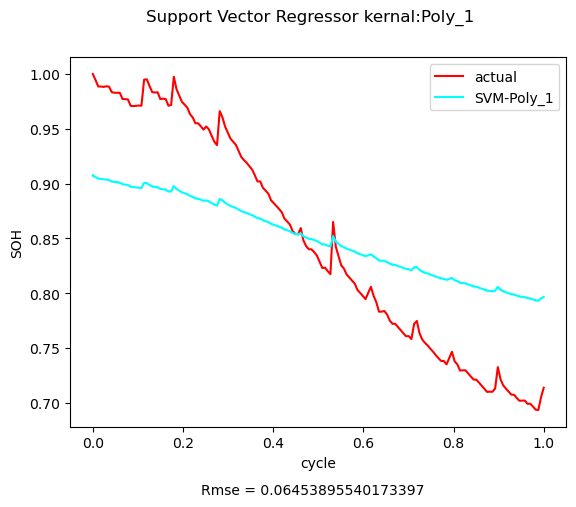 Support Vector Regressor kernal:Poly_1
actual
SVM-Poly_1
1.00
0.95
0.90
0.85
0.80
0.75
0.70
SOH
0.0 0.2 0.4 0.6 0.8 1.0
cycle
Rmse = 0.06453895540173397